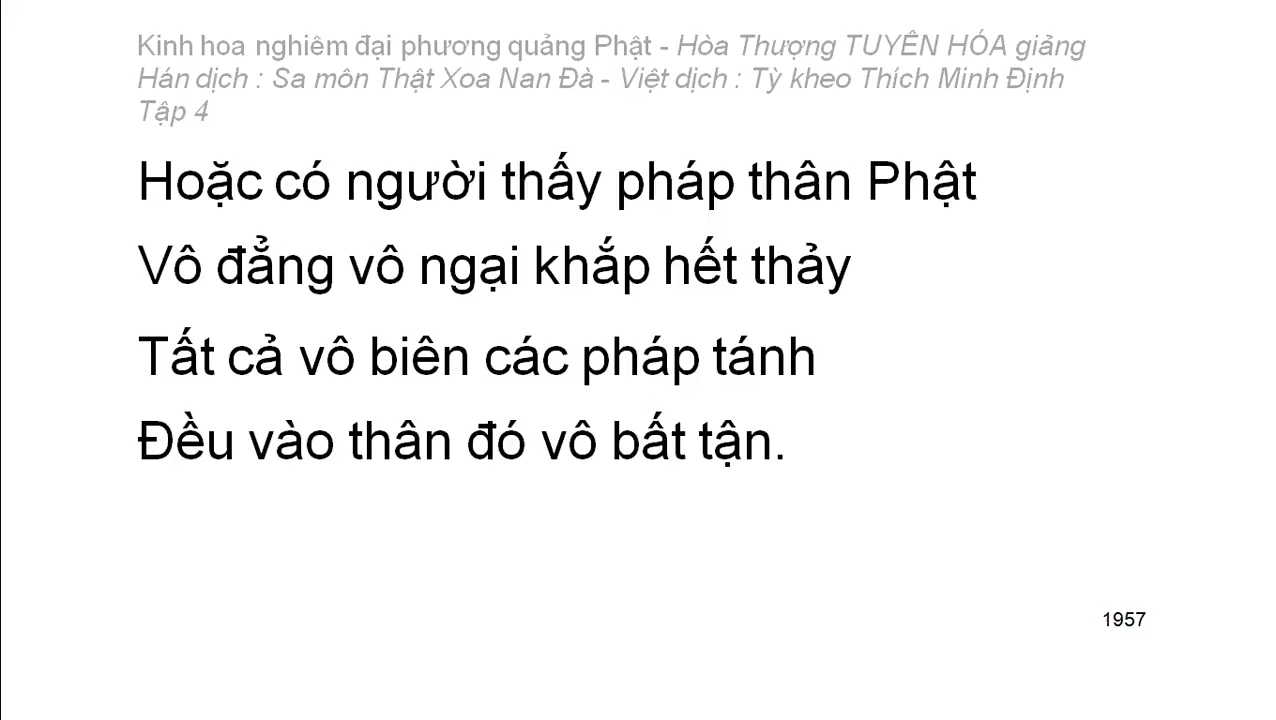 Kinh hoa nghiêm đại phương quảng Phật - Hòa Thượng TUYÊN HÓA giảng
Hán dịch : Sa môn Thật Xoa Nan Đà - Việt dịch : Tỳ kheo Thích Minh Định
Tập 4
Hoặc có người thấy pháp thân Phật
Vô đẳng vô ngại khắp hết thảy
Tất cả vô biên các pháp tánh
Đều vào thân đó vô bất tận.
1957